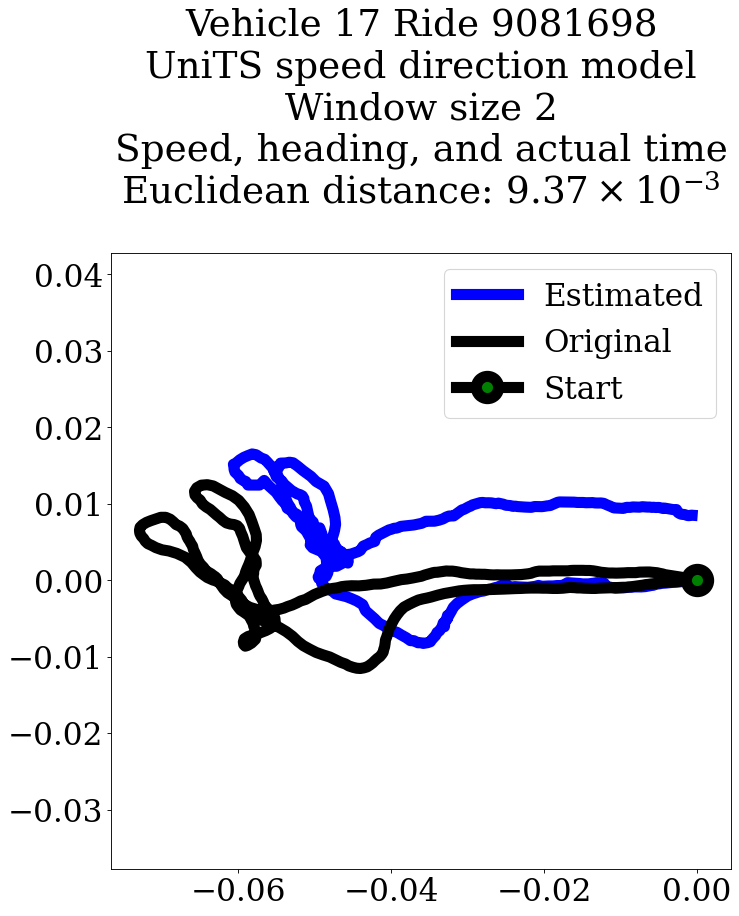 Vehicle 17 Ride 9081698
UniTS speed direction model
Window size 2
Speed, heading, and actual time
Euclidean distance: 9.37 × 10⁻³
Estimated
Original
Start
0.04
0.03
0.02
0.01
0.00
−0.01
−0.02
−0.03
−0.06 −0.04 −0.02 0.00